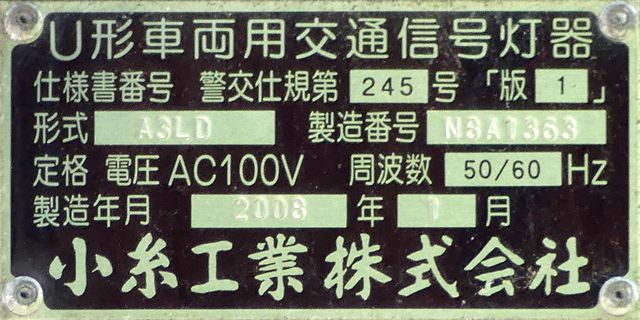 U形車両用交通信号灯器
仕様書番号 警交仕規第 245 号 「版 1 」
形式 A3LD 製造番号 N8A1363
定格 電圧 AC100V 周波数 50/60 Hz
製造年月 2008 年 1 月
小糸工業株式会社